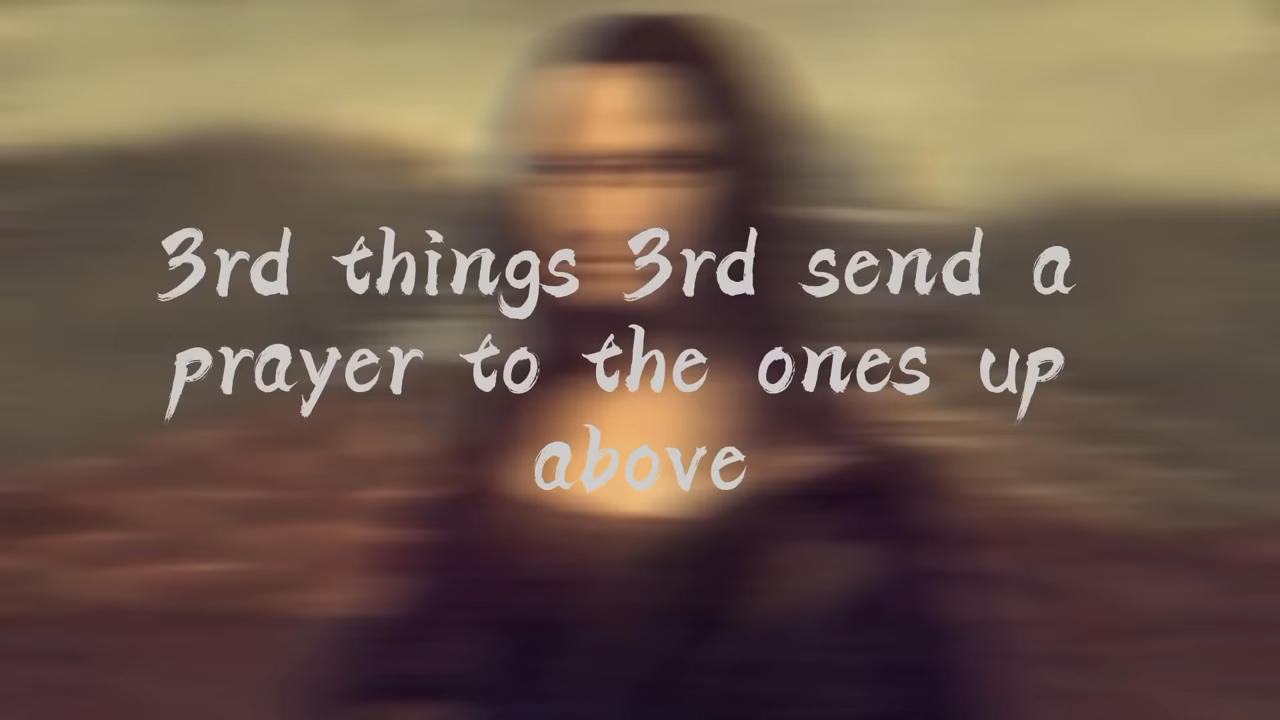 3rd things 3rd send a
prayer to the ones up
above